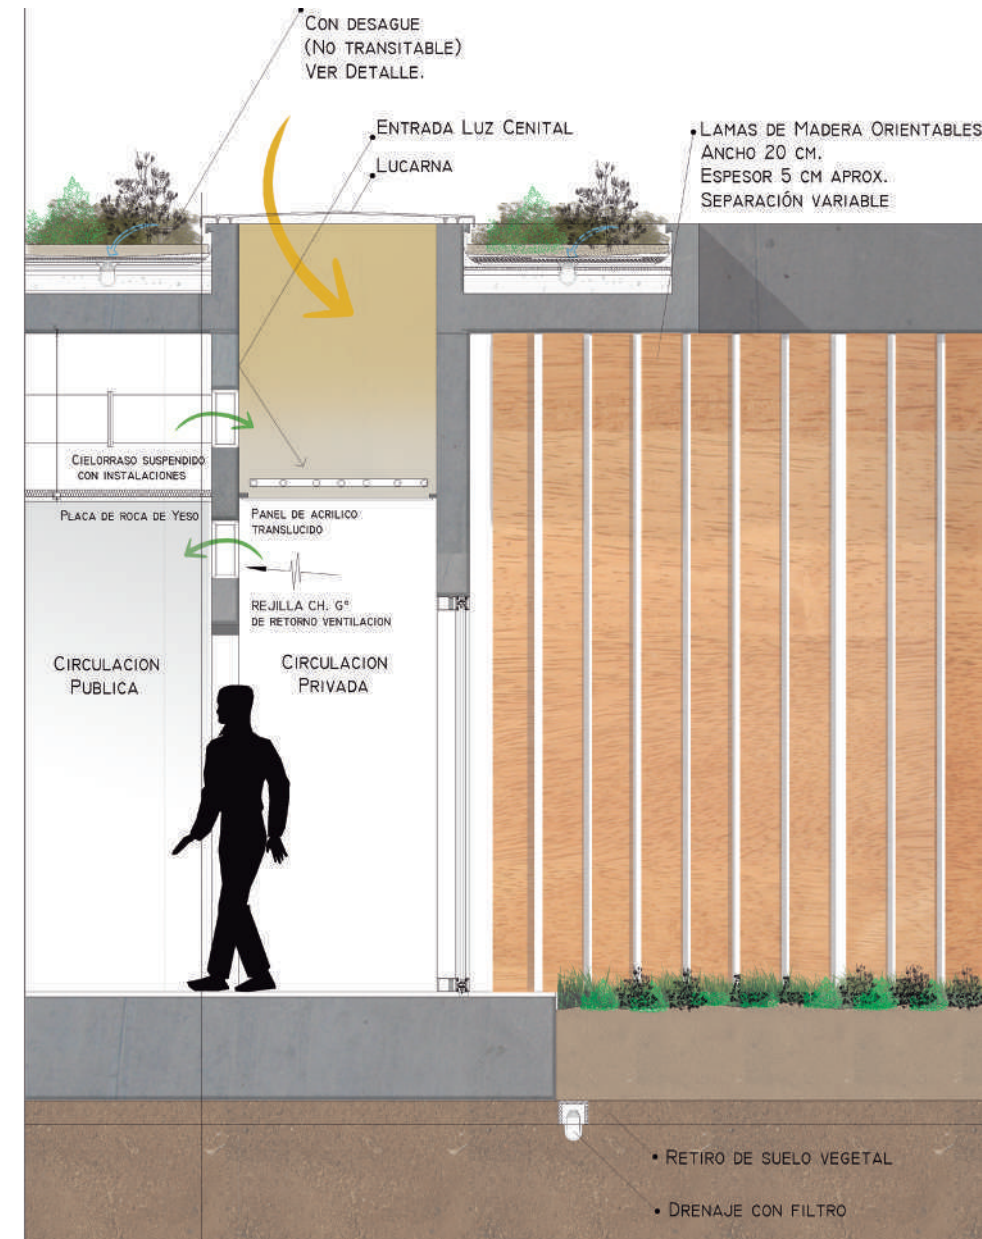 CON DESAGUE
(NO TRANSITABLE)
VER DETALLE.
ENTRADA LUZ CENITAL
LUCARNA
LAMAS DE MADERA ORIENTABLES
ANCHO 20 CM.
ESPESOR 5 CM APROX.
SEPARACIÓN VARIABLE
CIELORRASO SUSPENDIDO
CON INSTALACIONES
PLACA DE ROCA DE YESO
PANEL DE ACRILICO
TRANSLUCIDO
REJILLA CH. Gº
DE RETORNO VENTILACION
CIRCULACION
PUBLICA
CIRCULACION
PRIVADA
RETIRO DE SUELO VEGETAL
DRENAJE CON FILTRO